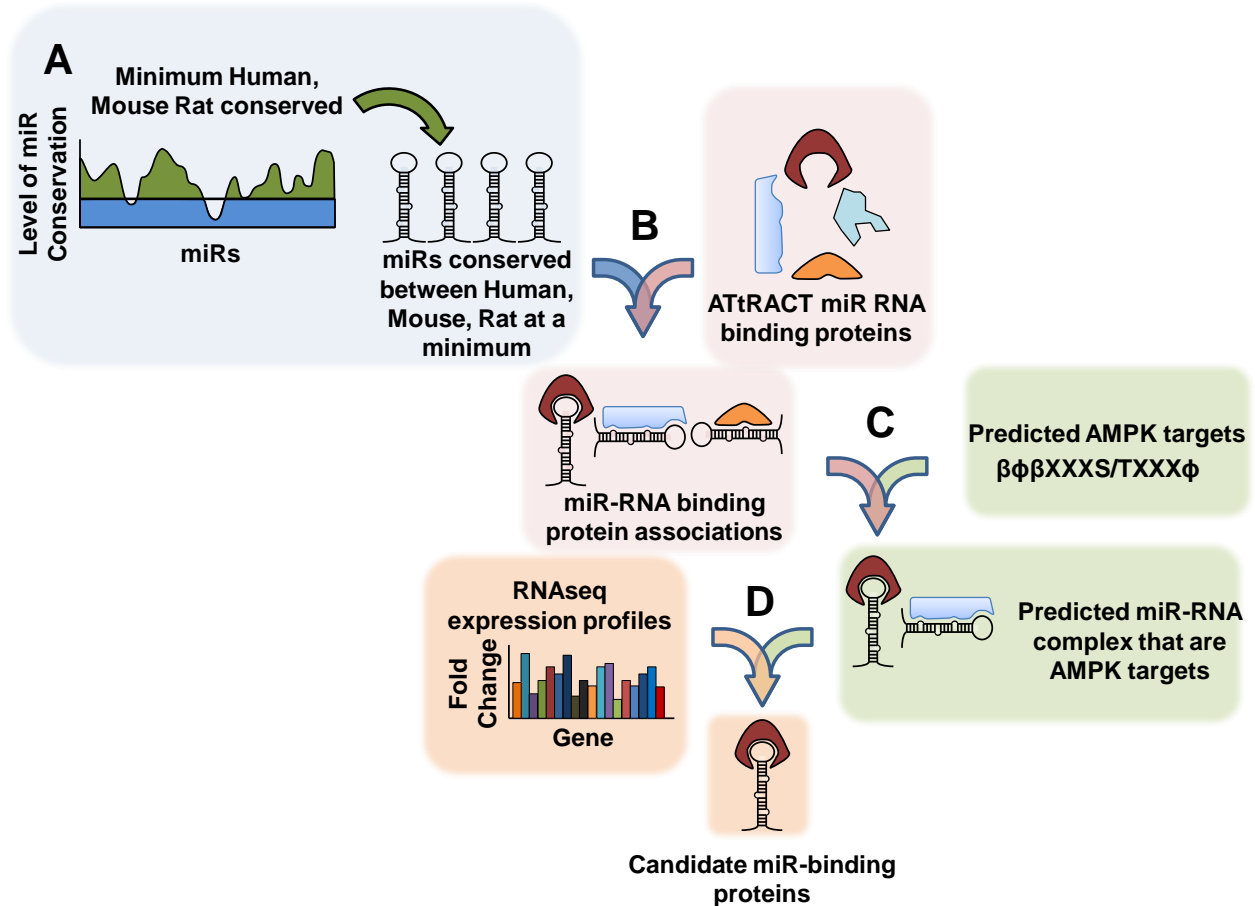 A
Minimum Human,
Mouse Rat conserved
Level of miR
Conservation
miRs
miRs conserved
between Human,
Mouse, Rat at a
minimum
B
ATtRACT miR RNA
binding proteins
miR-RNA binding
protein associations
C
Predicted AMPK targets
βφβXXXS/TXXXφ
Predicted miR-RNA
complex that are
AMPK targets
RNAseq
expression profiles
Fold
Change
Gene
D
Candidate miR-binding
proteins